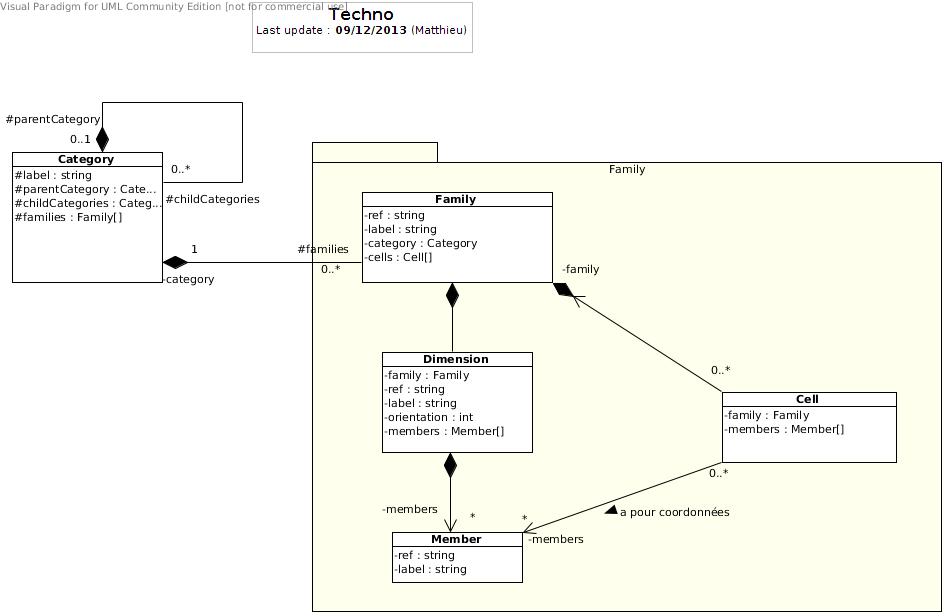 Visual Paradigm for UML Community Edition [not for commercial use]
Techno
Last update : 09/12/2013 (Matthieu)
#parentCategory
0..1
Category
#label : string
#parentCategory : Cate...
#childCategories : Categ...
#families : Family[]
0..*
#childCategories
1
-category
#families
0..*
Family
Family
-ref : string
-label : string
-category : Category
-cells : Cell[]
-family
0..*
Dimension
-family : Family
-ref : string
-label : string
-orientation : int
-members : Member[]
Cell
-family : Family
-members : Member[]
0..*
a pour coordonnées
-members
*
*
-members
Member
-ref : string
-label : string